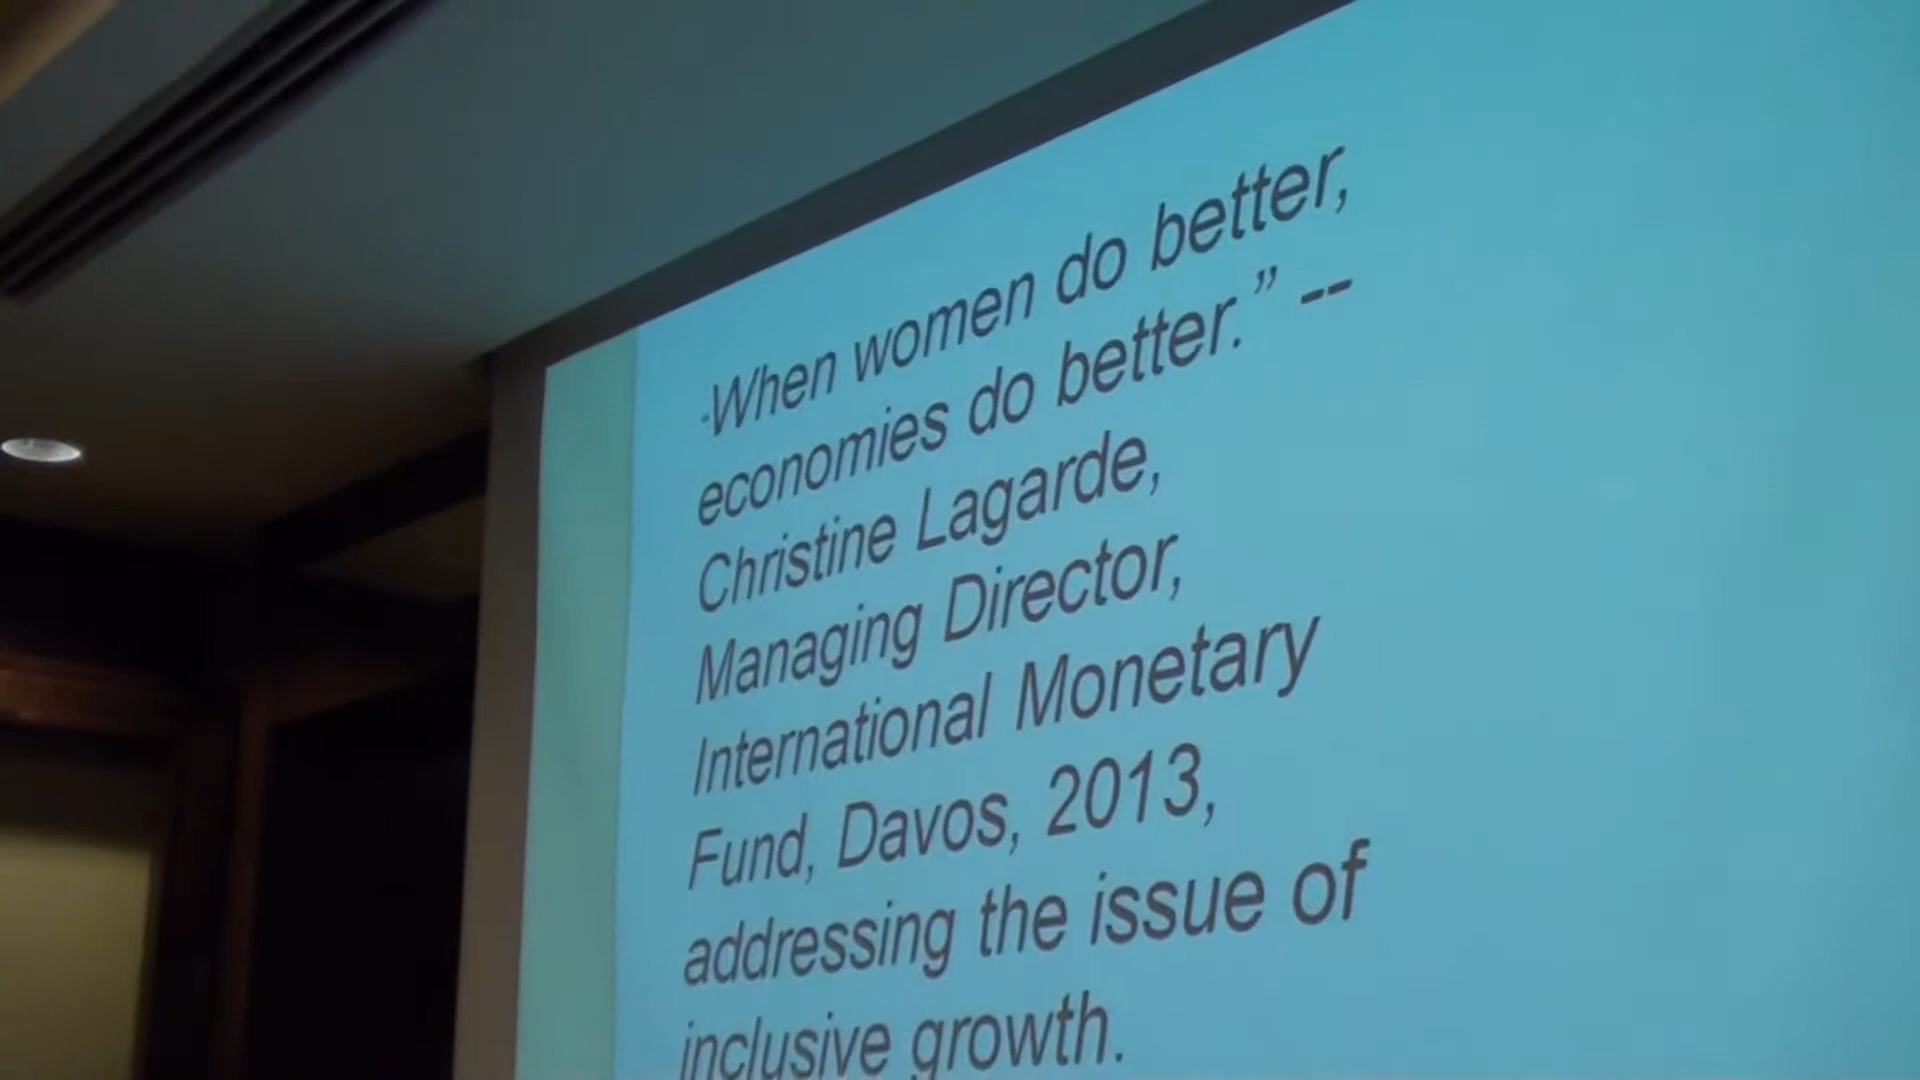 ·When women do better,
economies do better.” --
Christine Lagarde,
Managing Director,
International Monetary
Fund, Davos, 2013,
addressing the issue of
inclusive growth.